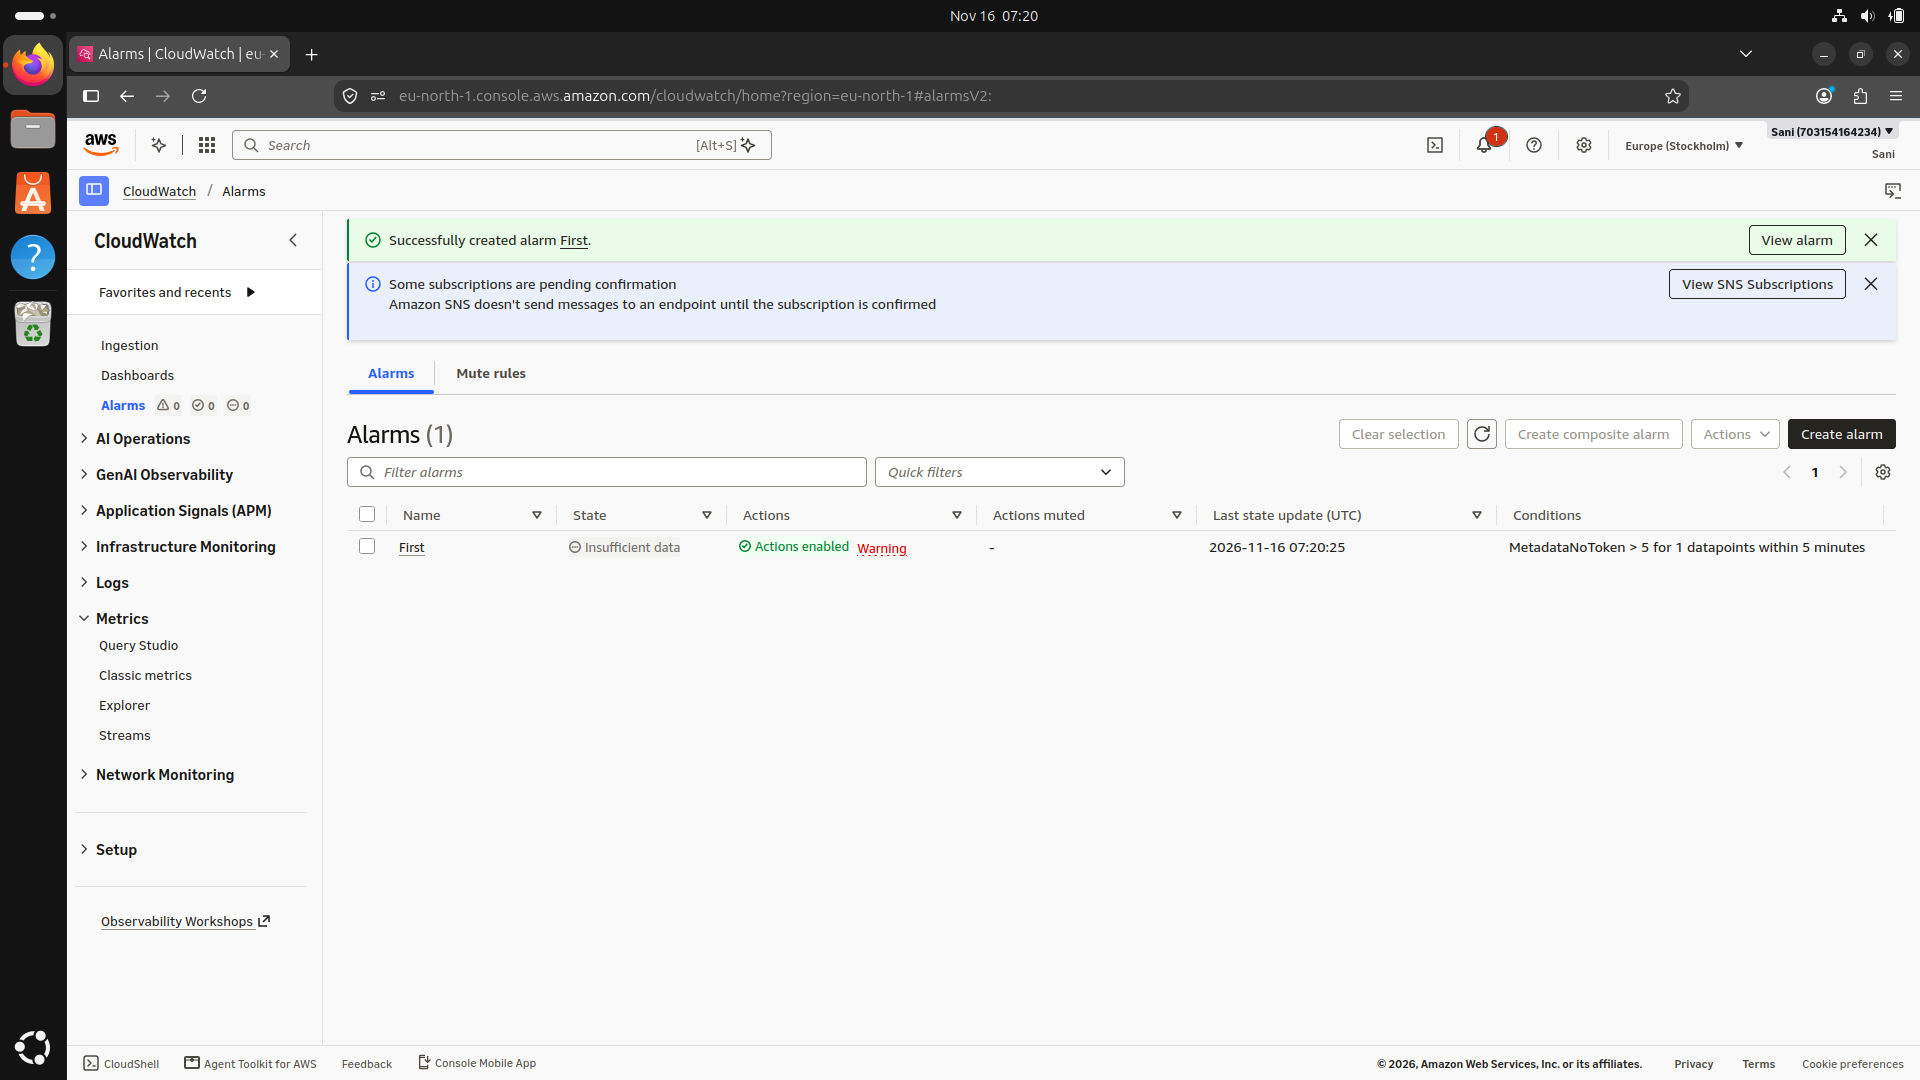 Nov 16 07:20
Alarms | CloudWatch | eu-
eu-north-1.console.aws.amazon.com/cloudwatch/home?region=eu-north-1#alarmsV2:
aws
Search
[Alt+S]
1
Europe (Stockholm)
Sani (703154164234)
Sani
CloudWatch / Alarms
CloudWatch
Favorites and recents
Ingestion
Dashboards
Alarms 0 0 0
AI Operations
GenAI Observability
Application Signals (APM)
Infrastructure Monitoring
Logs
Metrics
Query Studio
Classic metrics
Explorer
Streams
Network Monitoring
Setup
Observability Workshops
Successfully created alarm First.
View alarm
Some subscriptions are pending confirmation
Amazon SNS doesn't send messages to an endpoint until the subscription is confirmed
View SNS Subscriptions
Alarms
Mute rules
Alarms (1)
Clear selection
Create composite alarm
Actions
Create alarm
Filter alarms
Quick filters
1
Name State Actions Actions muted Last state update (UTC) Conditions
First Insufficient data Actions enabled Warning - 2026-11-16 07:20:25 MetadataNoToken > 5 for 1 datapoints within 5 minutes
CloudShell Agent Toolkit for AWS Feedback Console Mobile App © 2026, Amazon Web Services, Inc. or its affiliates. Privacy Terms Cookie preferences